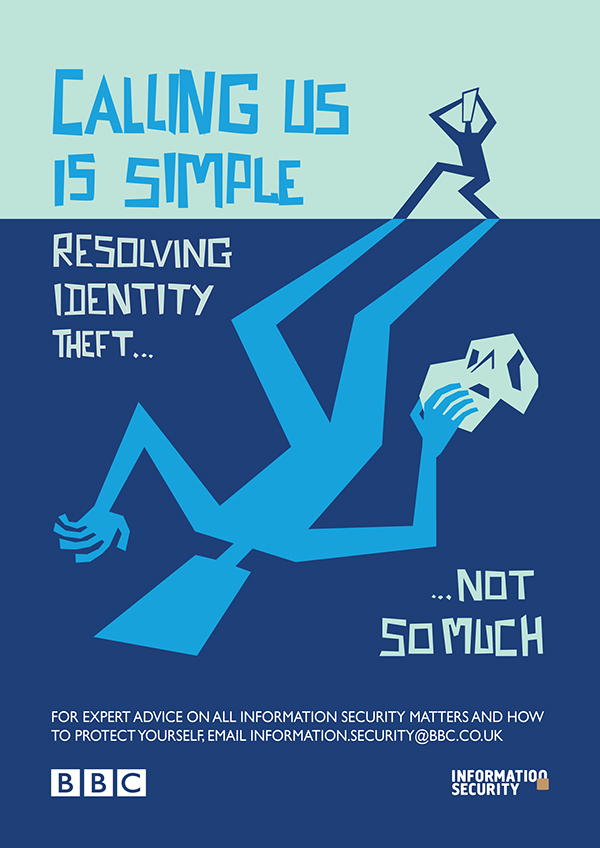 CALLING US
IS SIMPLE
RESOLVING
IDENTITY
THEFT...
...NOT
SO MUCH
FOR EXPERT ADVICE ON ALL INFORMATION SECURITY MATTERS AND HOW
TO PROTECT YOURSELF, EMAIL INFORMATION.SECURITY@BBC.CO.UK
BBC
INFORMATION
SECURITY